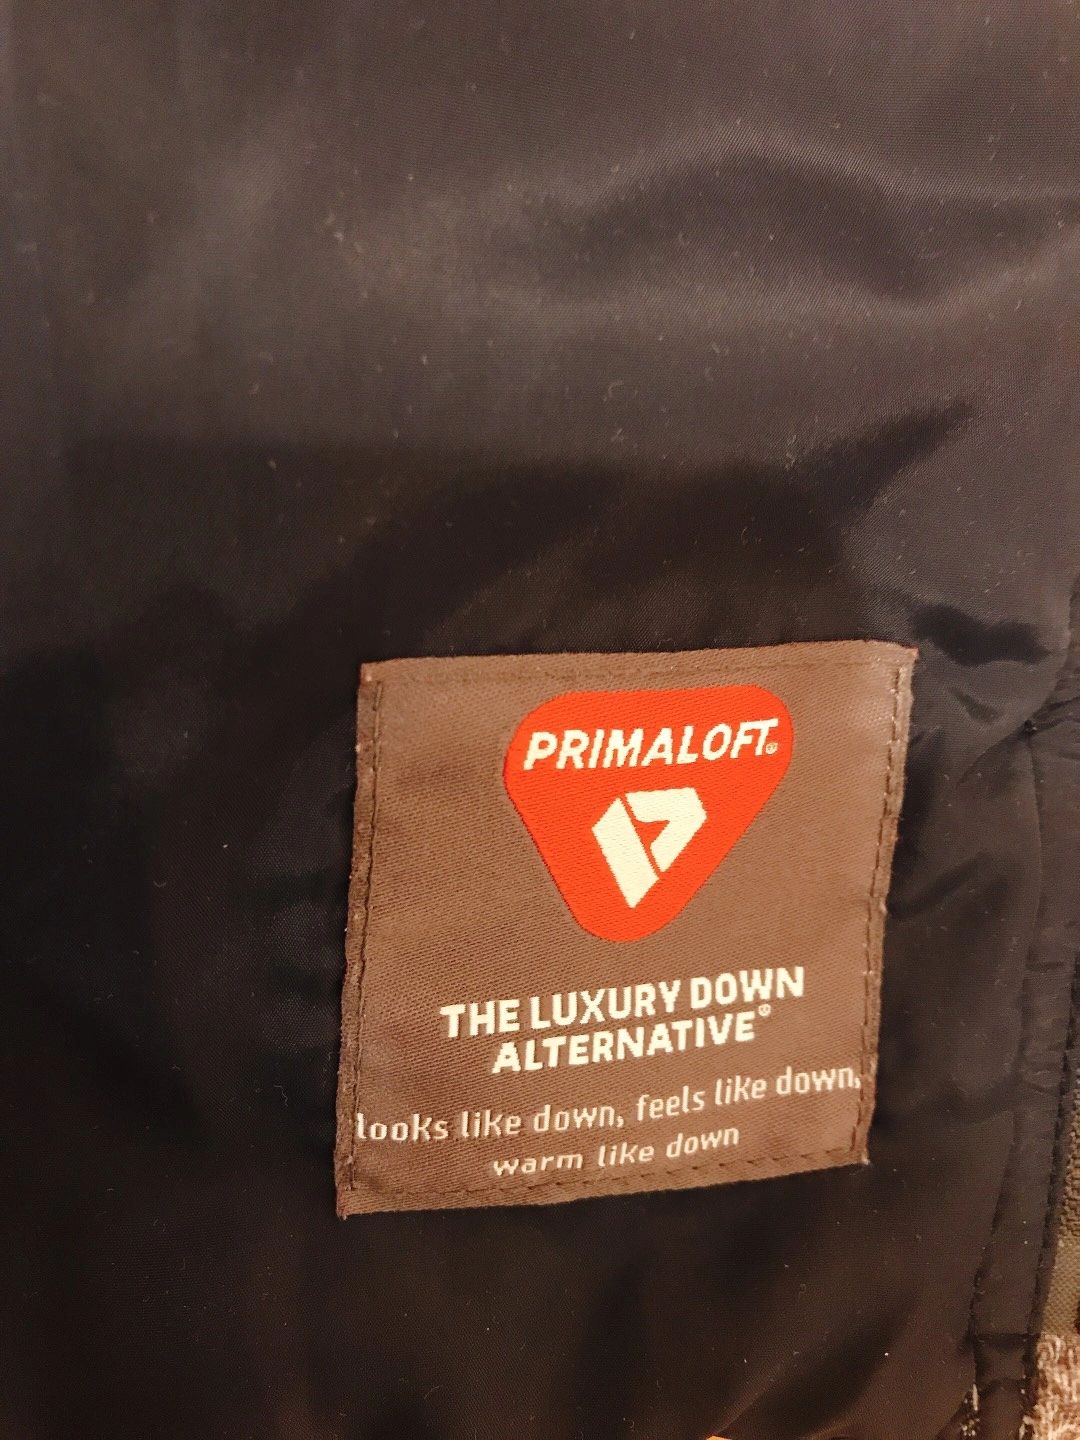 PRIMALOFT®
THE LUXURY DOWN
ALTERNATIVE®
looks like down, feels like down,
warm like down